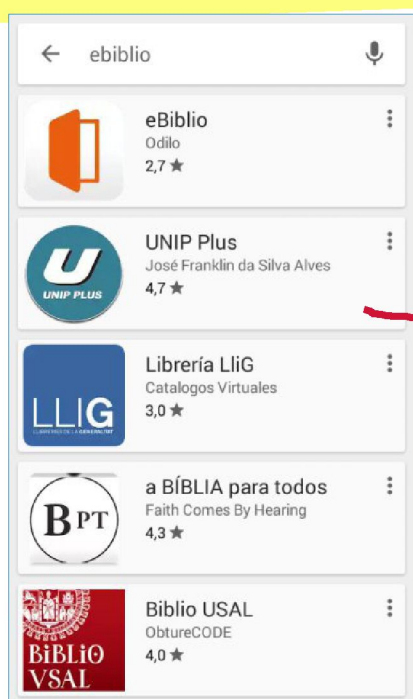 ebiblio
eBiblio
Odilo
2,7 ★
UNIP PLUS
UNIP Plus
José Franklin da Silva Alves
4,7 ★
LLIG
Librería LliG
Catalogos Virtuales
3,0 ★
B PT
a BÍBLIA para todos
Faith Comes By Hearing
4,3 ★
BiBLiO
VSAL
Biblio USAL
ObtureCODE
4,0 ★